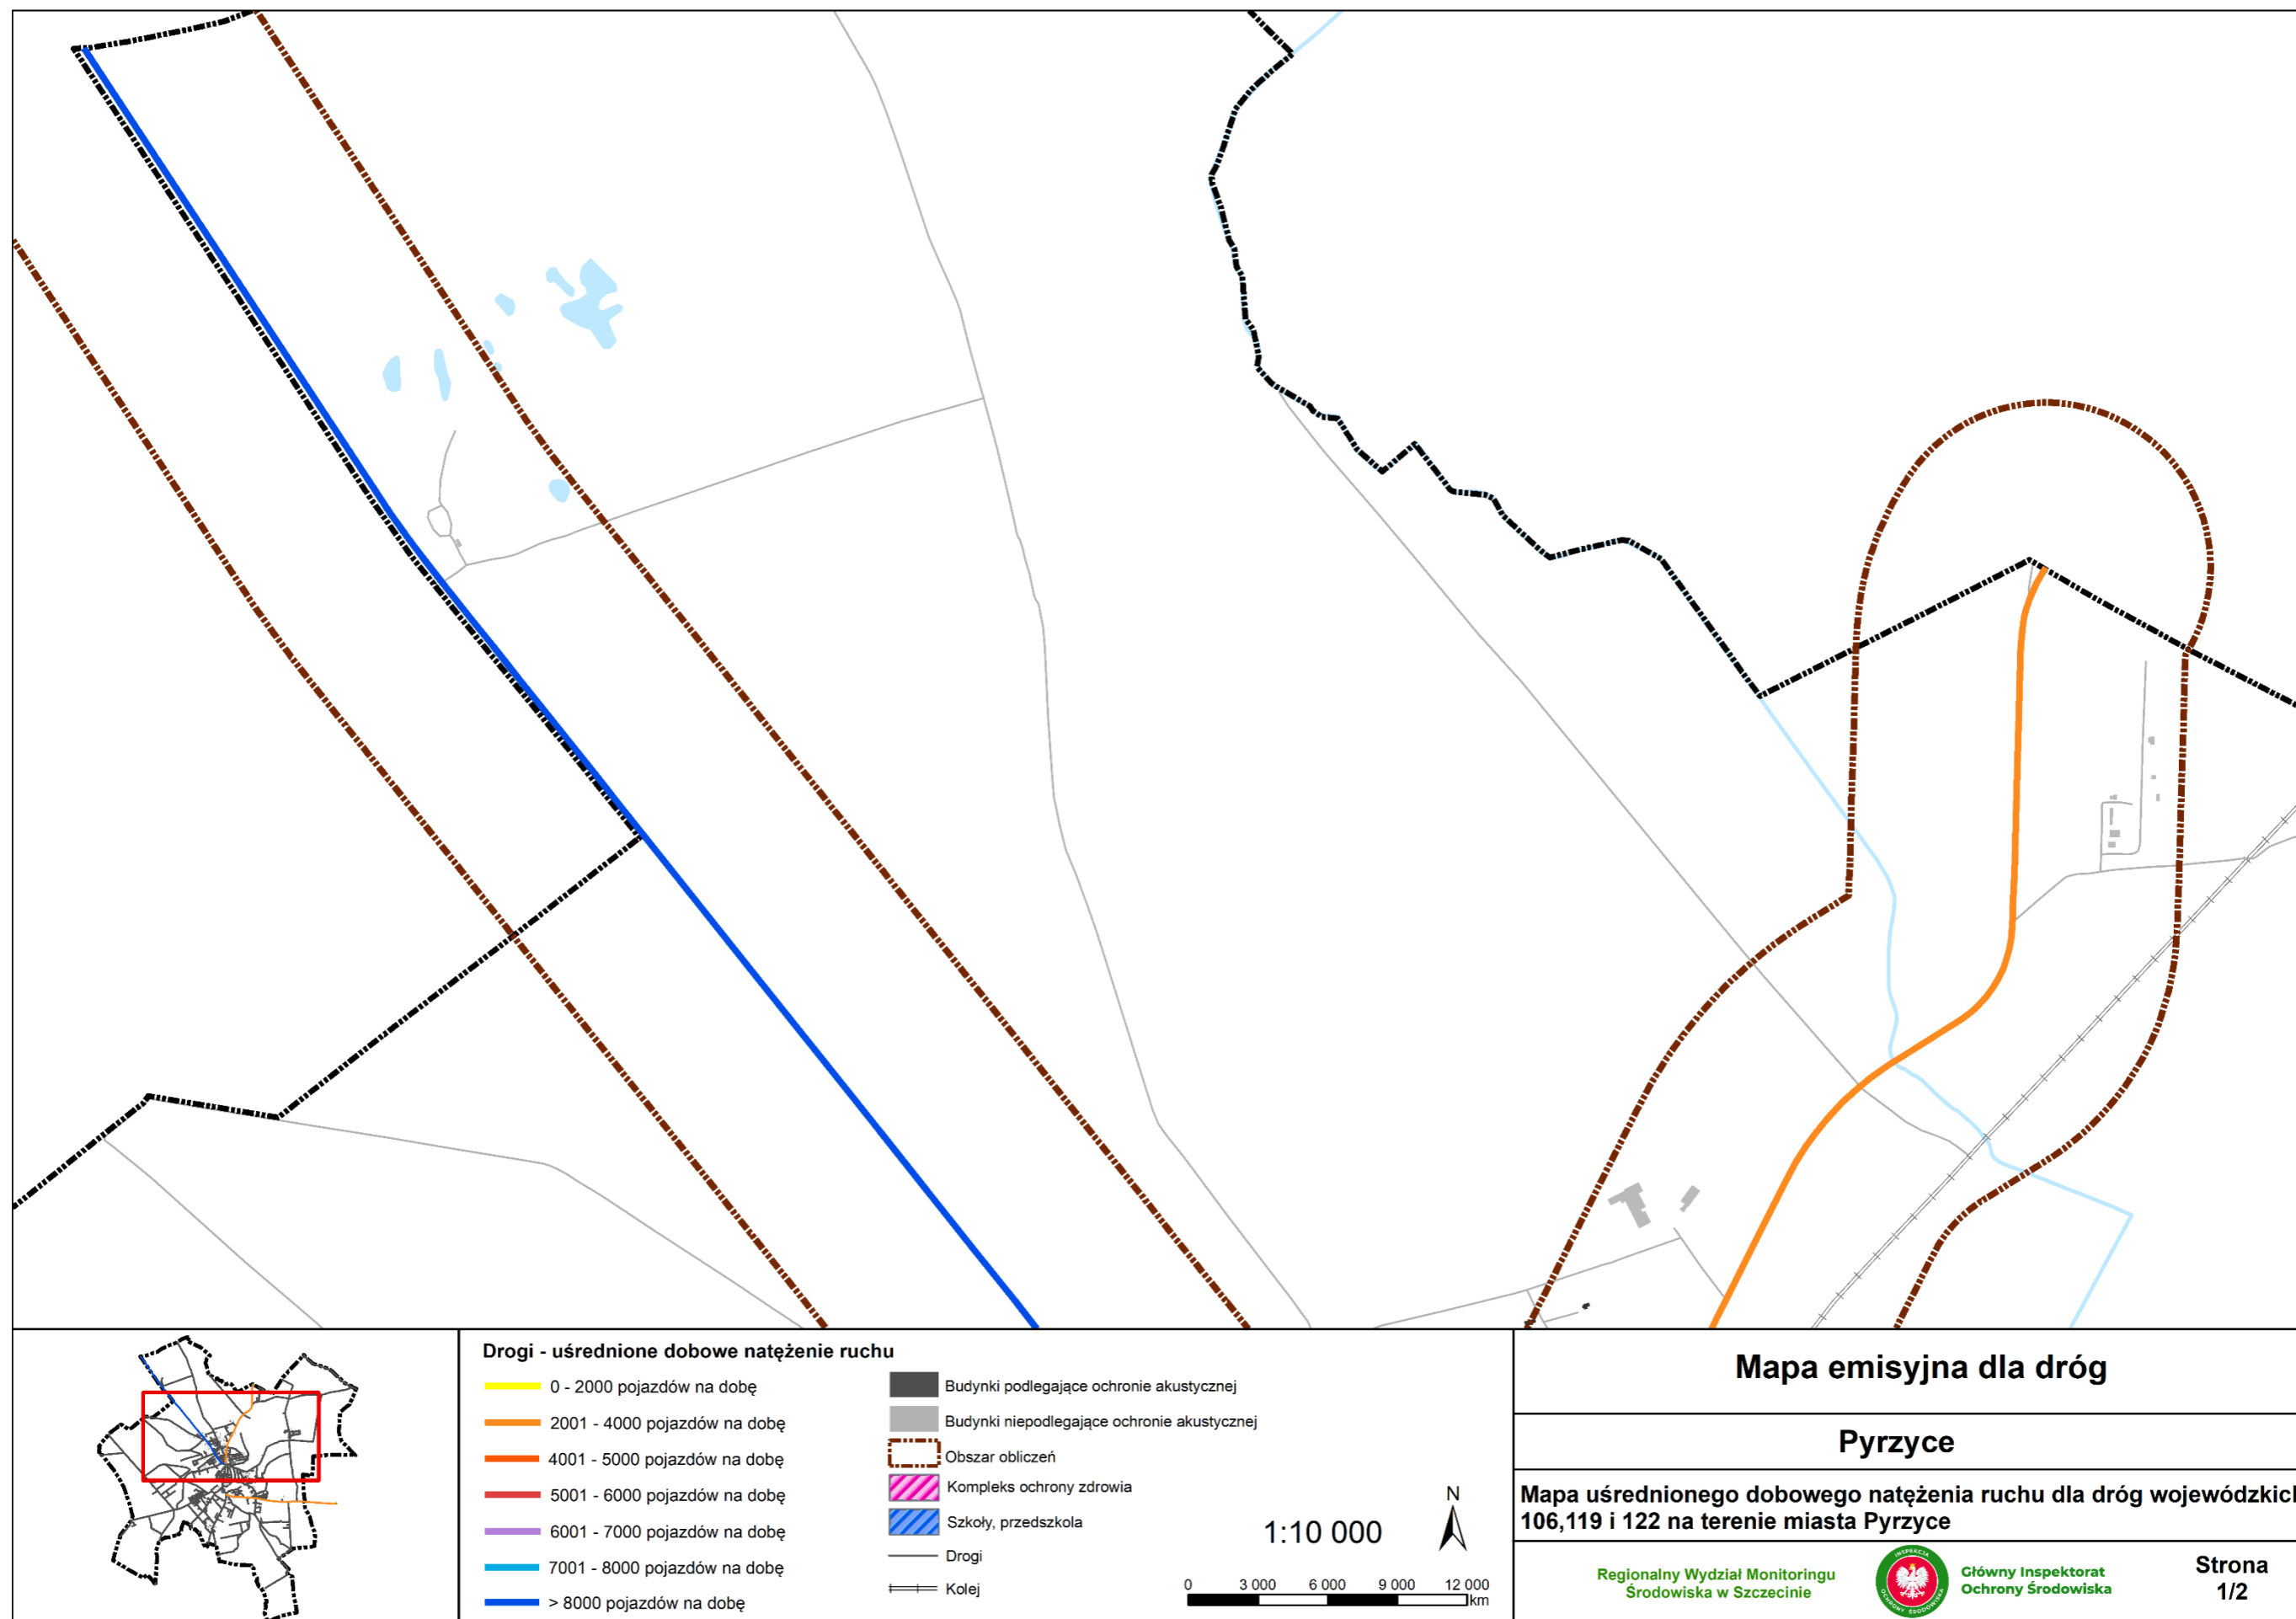 Drogi - uśrednione dobowe natężenie ruchu
0 - 2000 pojazdów na dobę
2001 - 4000 pojazdów na dobę
4001 - 5000 pojazdów na dobę
5001 - 6000 pojazdów na dobę
6001 - 7000 pojazdów na dobę
7001 - 8000 pojazdów na dobę
> 8000 pojazdów na dobę
Budynki podlegające ochronie akustycznej
Budynki niepodlegające ochronie akustycznej
Obszar obliczeń
Kompleks ochrony zdrowia
Szkoły, przedszkola
Drogi
Kolej
1:10 000
N
0 3 000 6 000 9 000 12 000
km
Mapa emisyjna dla dróg
Pyrzyce
Mapa uśrednionego dobowego natężenia ruchu dla dróg wojewódzkich
106,119 i 122 na terenie miasta Pyrzyce
Regionalny Wydział Monitoringu
Środowiska w Szczecinie
INSPEKCJA
OCHRONY ŚRODOWISKA
Główny Inspektorat
Ochrony Środowiska
Strona
1/2